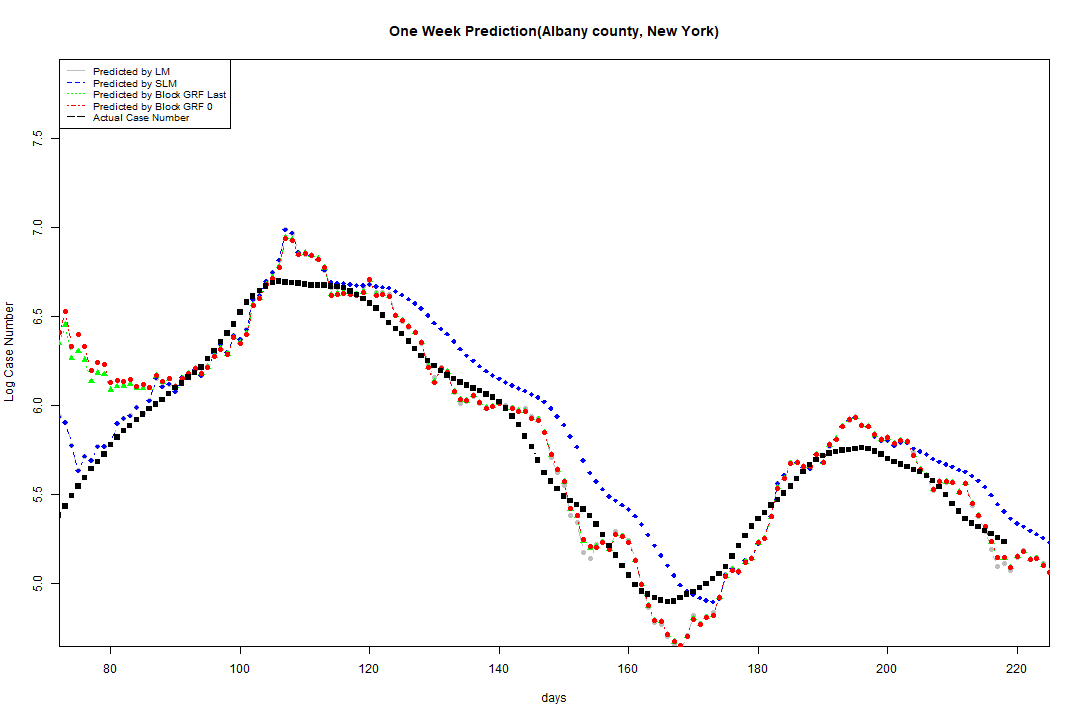 One Week Prediction(Albany county, New York)
Predicted by LM
Predicted by SLM
Predicted by Block GRF Last
Predicted by Block GRF 0
Actual Case Number
7.5
7.0
6.5
6.0
5.5
5.0
Log Case Number
80 100 120 140 160 180 200 220
days